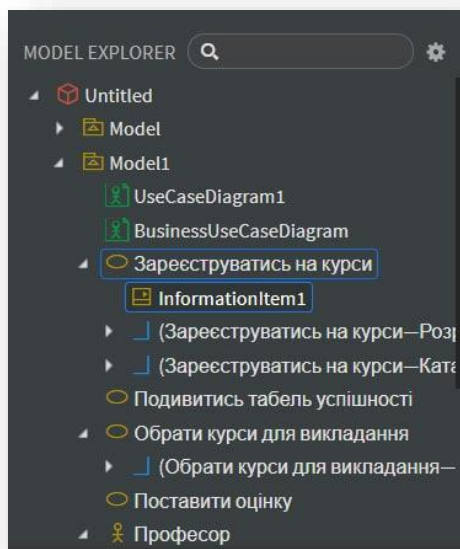 MODEL EXPLORER
Untitled
Model
Model1
UseCaseDiagram1
BusinessUseCaseDiagram
Зареєструватись на курси
InformationItem1
(Зареєструватись на курси—Розр
(Зареєструватись на курси—Ката
Подивитись табель успішності
Обрати курси для викладання
(Обрати курси для викладання—
Поставити оцінку
Професор